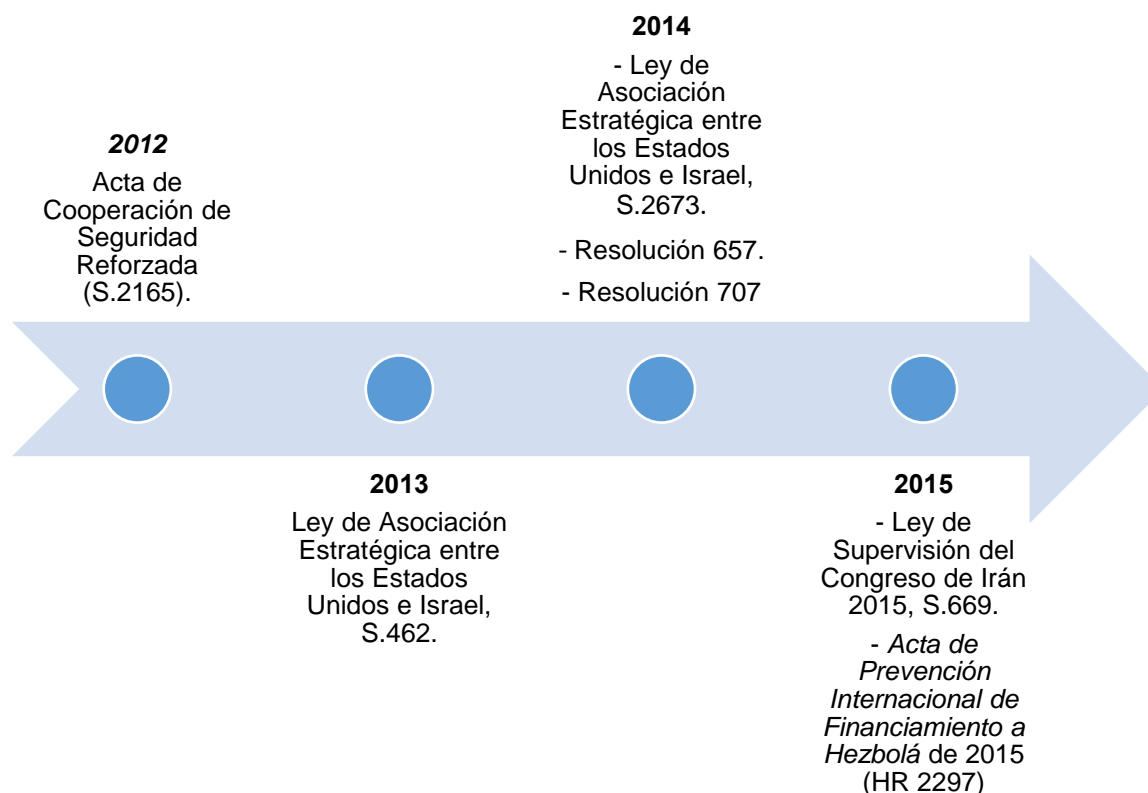 2012
Acta de
Cooperación de
Seguridad
Reforzada
(S.2165).
2013
Ley de Asociación
Estratégica entre
los Estados
Unidos e Israel,
S.462.
2014
- Ley de
Asociación
Estratégica entre
los Estados
Unidos e Israel,
S.2673.
- Resolución 657.
- Resolución 707
2015
- Ley de
Supervisión del
Congreso de Irán
2015, S.669.
- Acta de
Prevención
Internacional de
Financiamiento a
Hezbolá de 2015
(HR 2297)